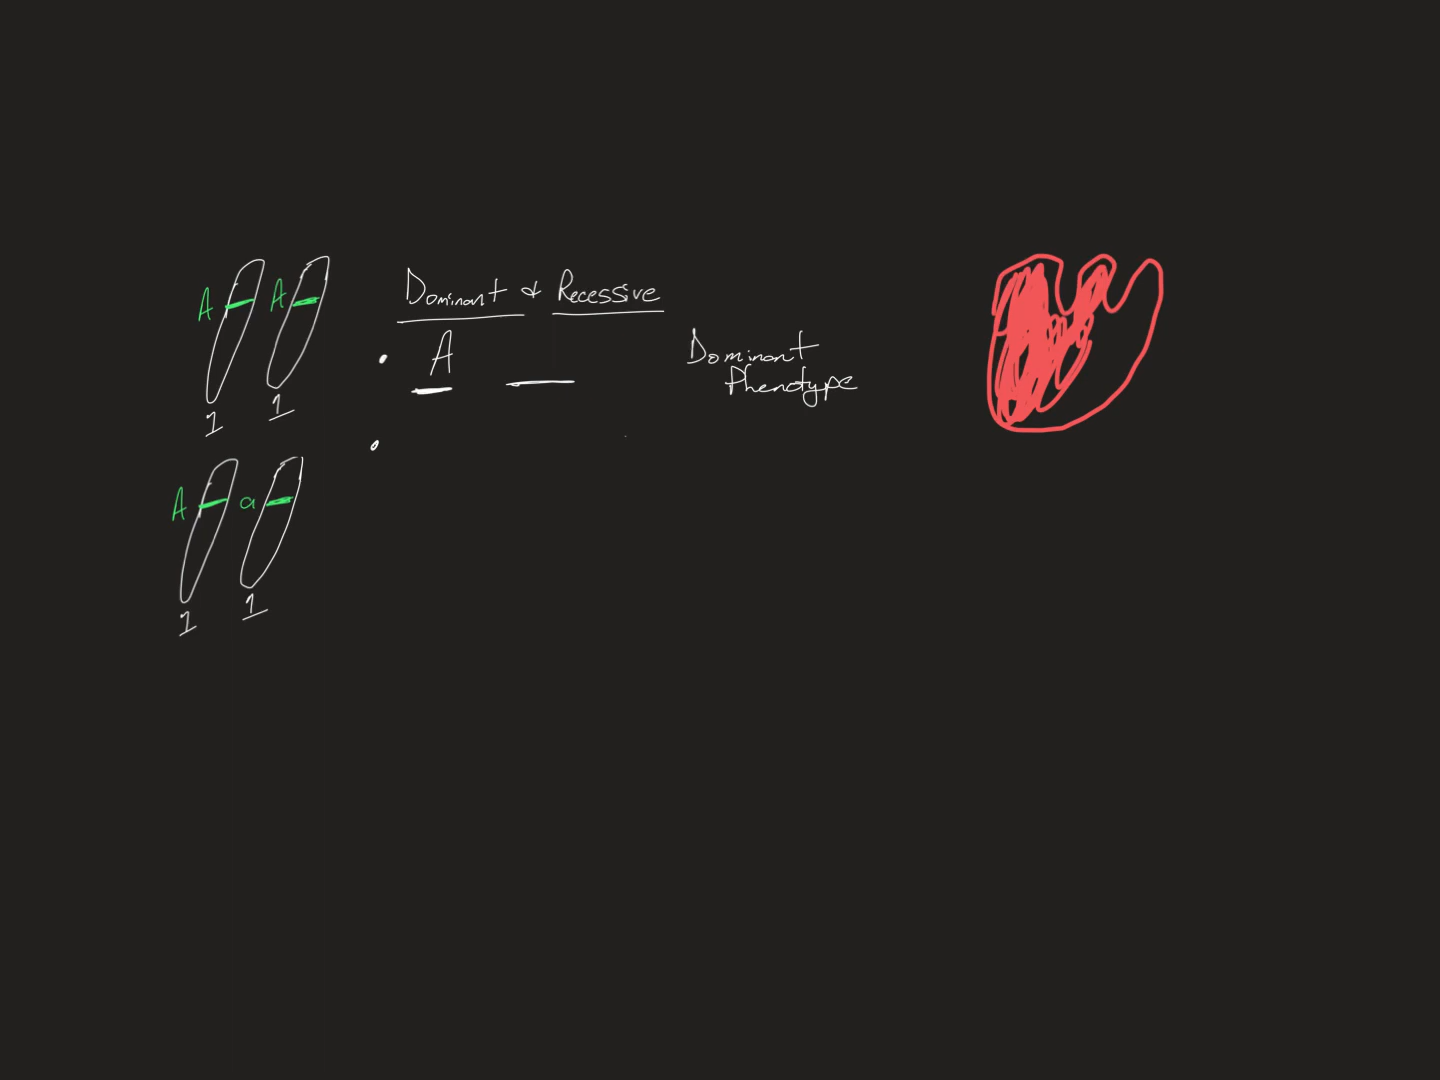 A A
Dominant & Recessive
A
Dominant
Phenotype
1 1
A a
1 1